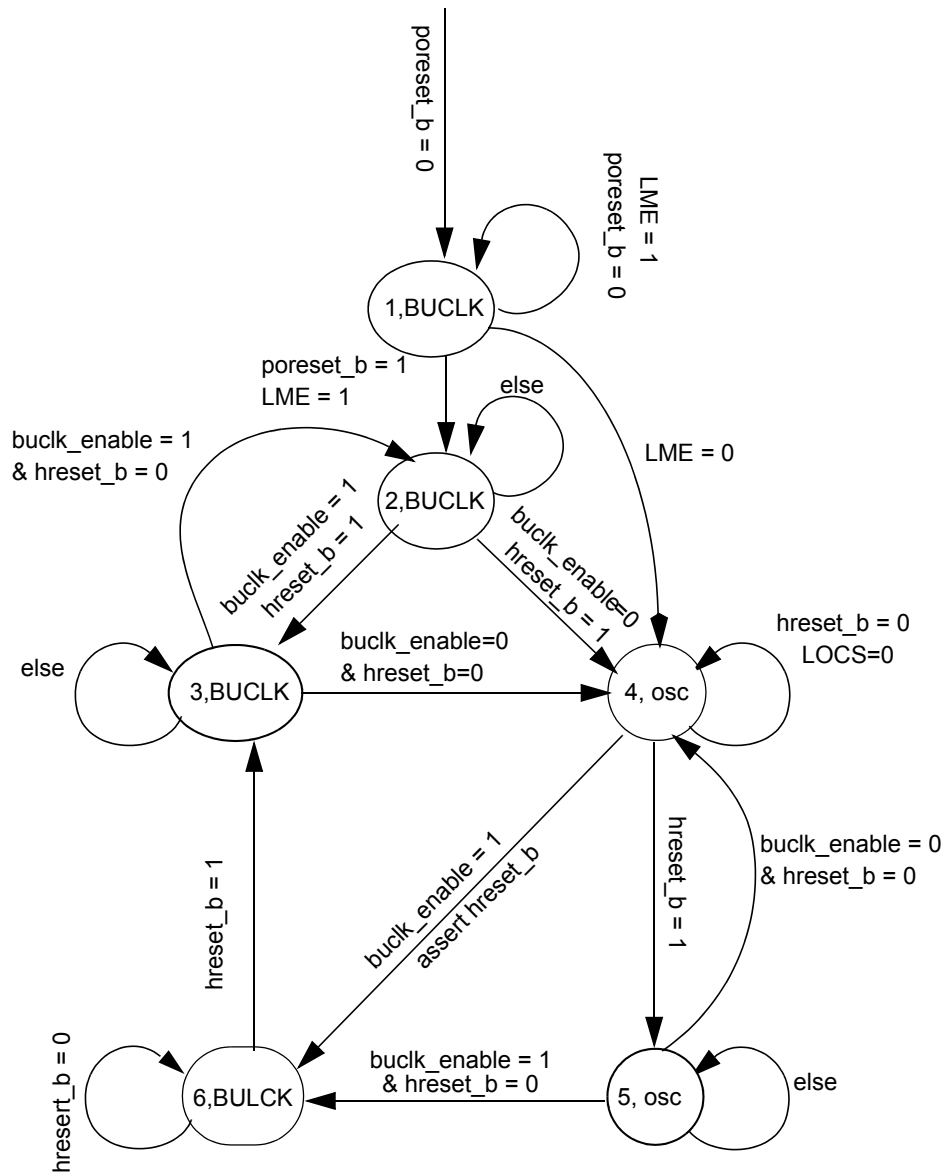 poreset_b = 0
LME = 1
poreset_b = 0
1,BUCLK
poreset_b = 1
LME = 1
else
buclk_enable = 1
& hreset_b = 0
LME = 0
2,BUCLK
buclk_enable = 1
hreset_b = 1
buclk_enable=0
hreset_b = 1
hreset_b = 0
LOCS=0
buclk_enable=0
& hreset_b=0
else
3,BUCLK
4, osc
buclk_enable = 1
assert hreset_b
hreset_b = 1
hreset_b = 1
buclk_enable = 0
& hreset_b = 0
buclk_enable = 1
& hreset_b = 0
hresert_b = 0
6,BULCK
5, osc
else